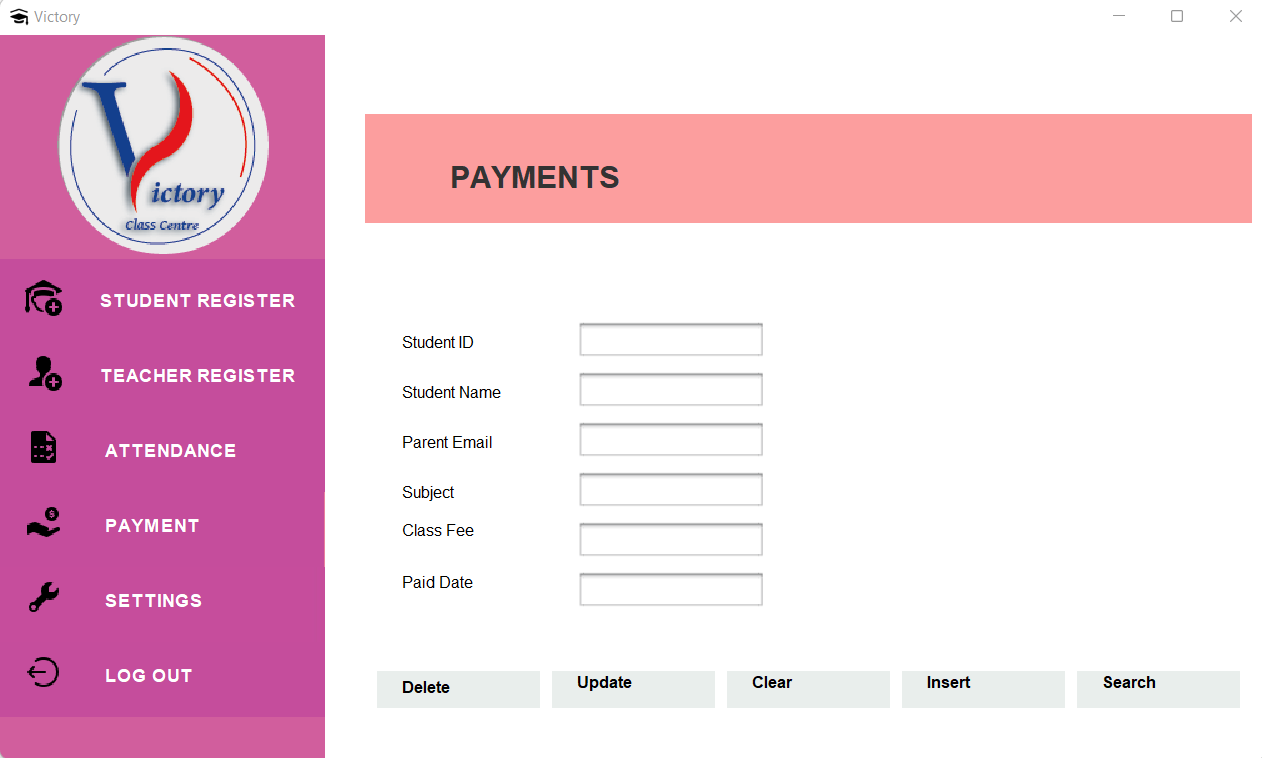 Victory
Victory
Class Centre
STUDENT REGISTER
TEACHER REGISTER
ATTENDANCE
PAYMENT
SETTINGS
LOG OUT
PAYMENTS
Student ID
Student Name
Parent Email
Subject
Class Fee
Paid Date
Delete Update Clear Insert Search